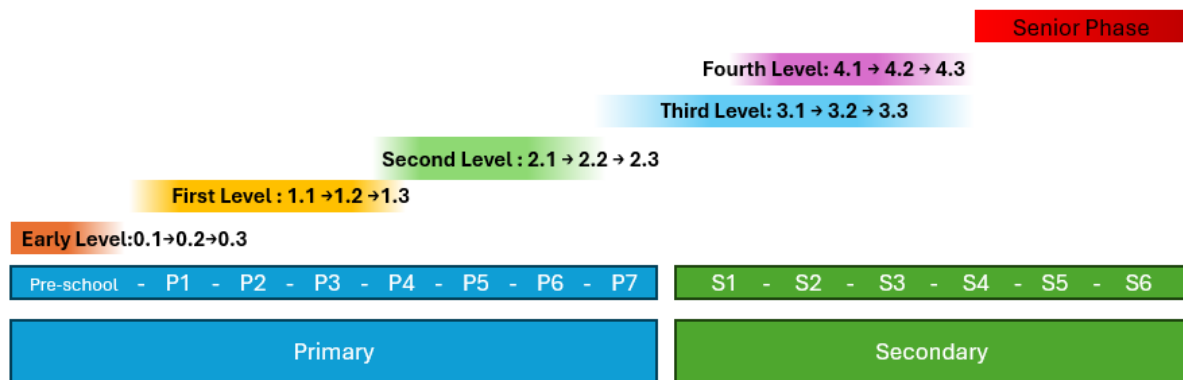 Senior Phase
Fourth Level: 4.1 → 4.2 → 4.3
Third Level: 3.1 → 3.2 → 3.3
Second Level : 2.1 → 2.2 → 2.3
First Level : 1.1 →1.2 →1.3
Early Level:0.1→0.2→0.3
Pre-school - P1 - P2 - P3 - P4 - P5 - P6 - P7
S1 - S2 - S3 - S4 - S5 - S6
Primary
Secondary